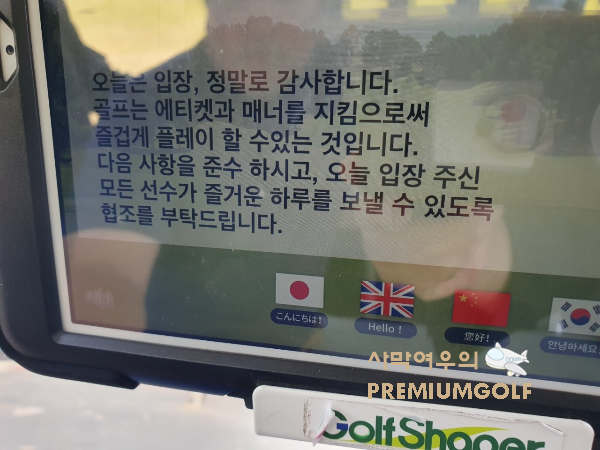 오늘은 입장, 정말로 감사합니다.
골프는 에티켓과 매너를 지킴으로써
즐겁게 플레이 할 수있는 것입니다.
다음 사항을 준수 하시고, 오늘 입장 주신
모든 선수가 즐거운 하루를 보낼 수 있도록
협조를 부탁드립니다.
こんにちは!
Hello !
您好!
안녕하세요
사막여우의
PREMIUMGOLF
GolfShaper